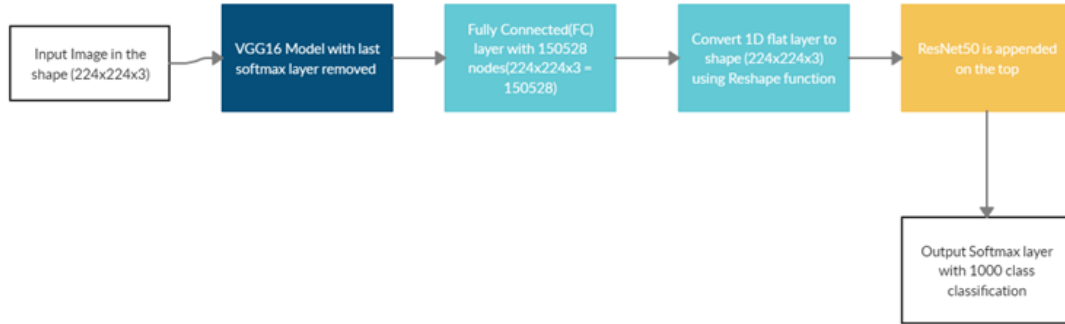 Input Image in the
shape (224x224x3)
VGG16 Model with last
softmax layer removed
Fully Connected(FC)
layer with 150528
nodes(224x224x3 =
150528)
Convert 1D flat layer to
shape (224x224x3)
using Reshape function
ResNet50 is appended
on the top
Output Softmax layer
with 1000 class
classification